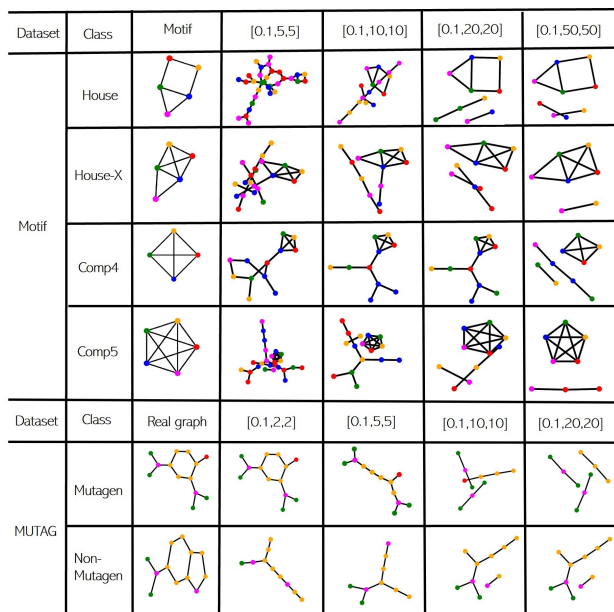 Dataset Class Motif [0.1,5,5] [0.1,10,10] [0.1,20,20] [0.1,50,50]
House
House-X
Motif
Comp4
Comp5
Dataset Class Real graph [0.1,2,2] [0.1,5,5] [0.1,10,10] [0.1,20,20]
Mutagen
MUTAG
Non-
Mutagen